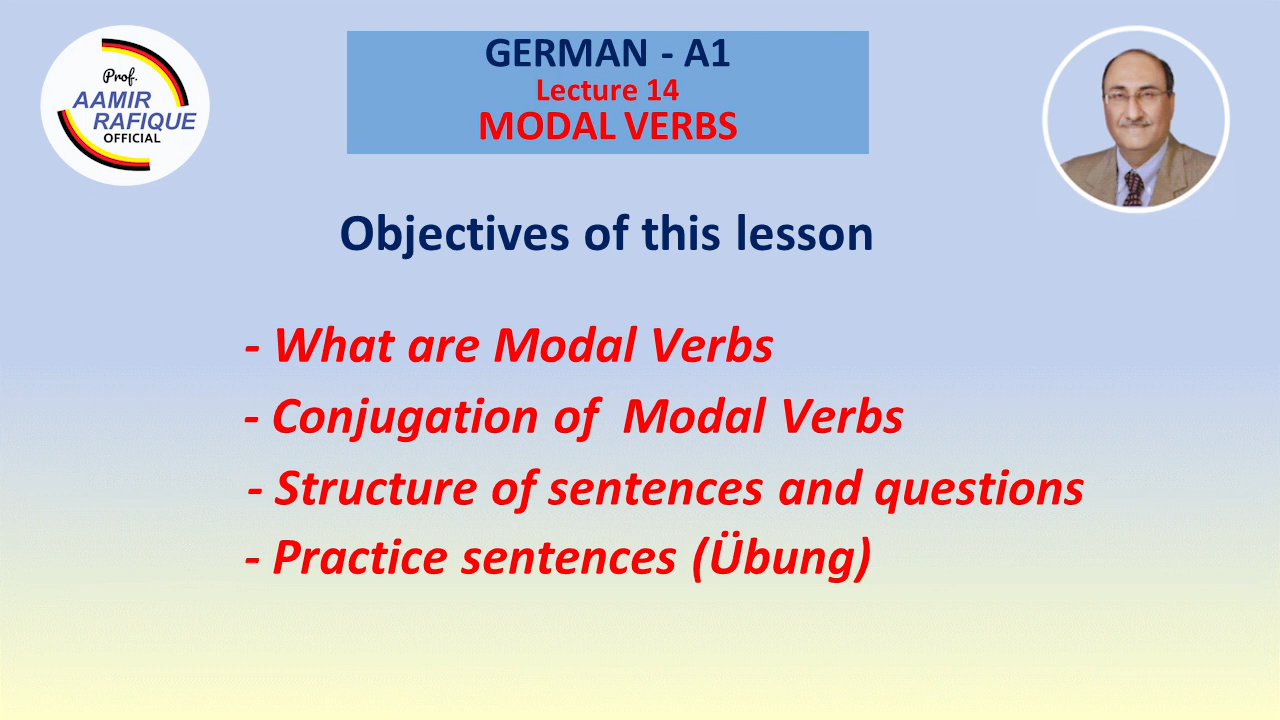 Prof.
AAMIR
RAFIQUE
OFFICIAL
GERMAN - A1
Lecture 14
MODAL VERBS
Objectives of this lesson
- What are Modal Verbs
- Conjugation of Modal Verbs
- Structure of sentences and questions
- Practice sentences (Übung)